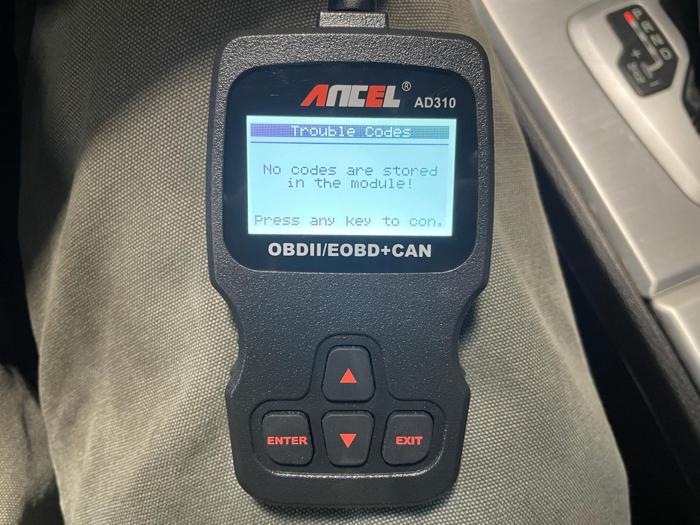 ANCEL®
AD310
Trouble Codes
No codes are stored
in the module!
Press any key to con.
OBDII/EOBD+CAN
ENTER
EXIT